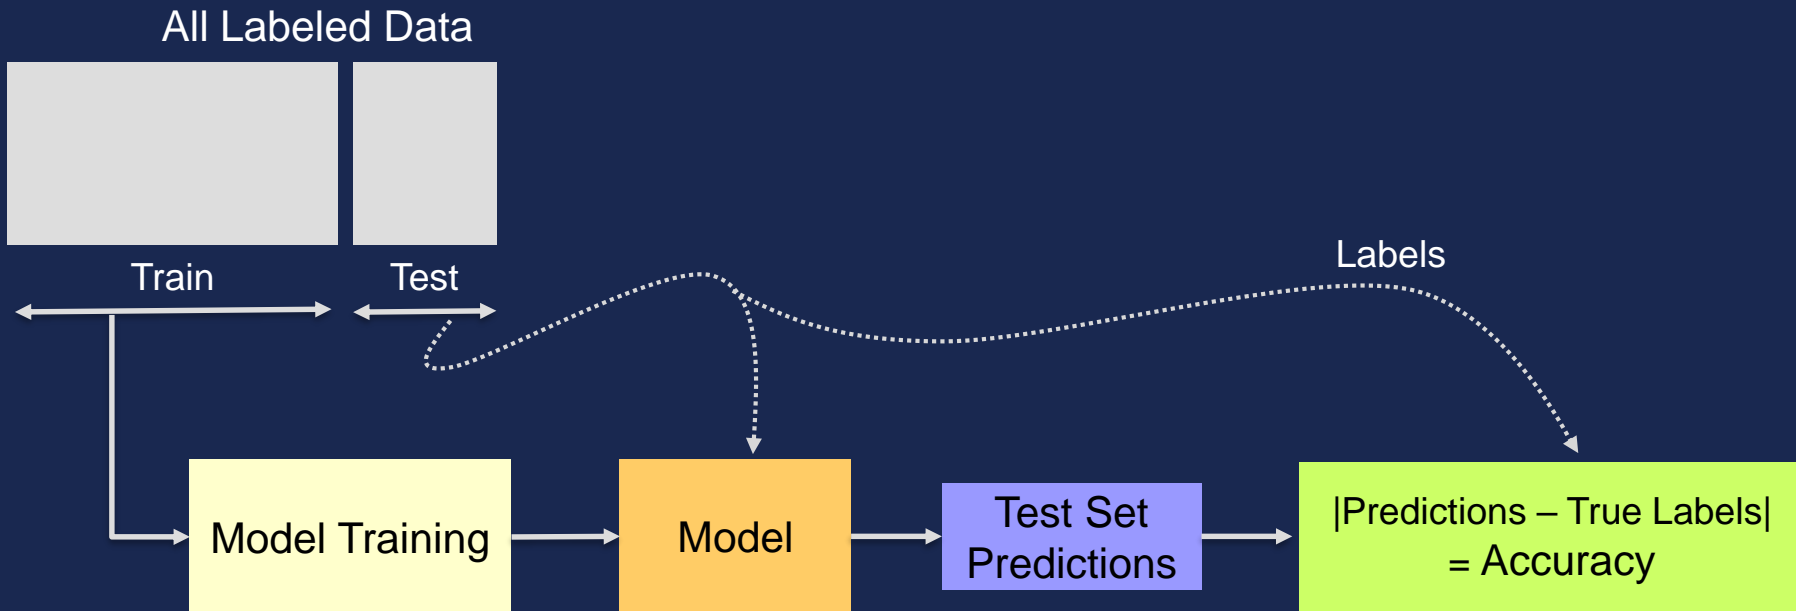 All Labeled Data
Train
Test
Labels
Model Training
Model
Test Set
Predictions
|Predictions – True Labels|
= Accuracy